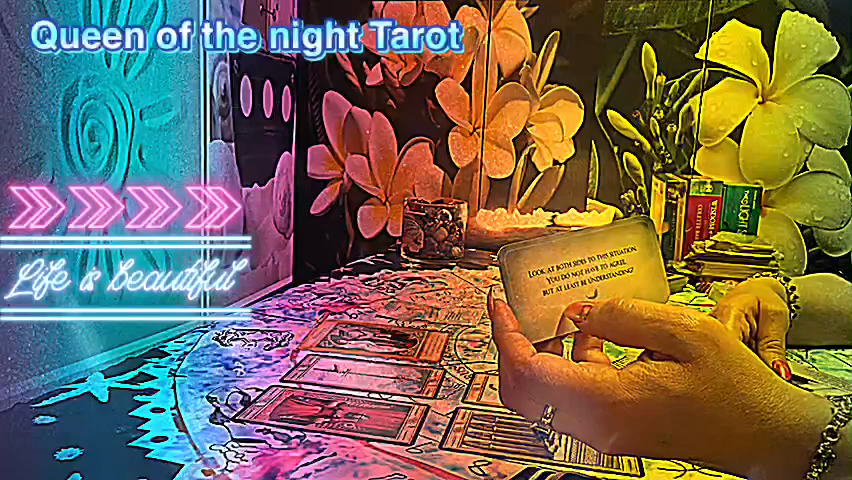 Queen of the night Tarot
Life is beautiful
LOOK AT BOTH SIDES TO THIS SITUATION.
YOU DO NOT HAVE TO AGREE,
BUT AT LEAST BE UNDERSTANDING!